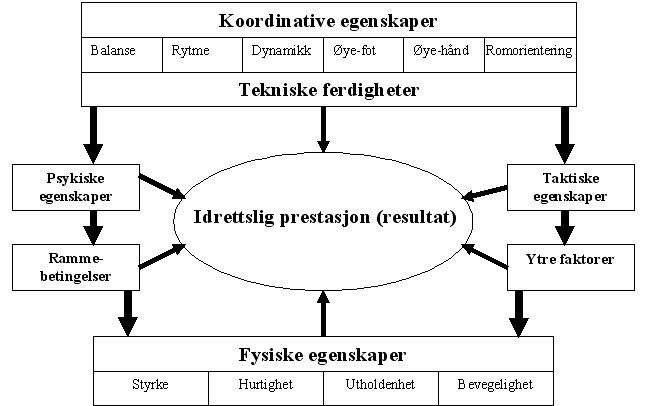 Koordinative egenskaper
Balanse Rytme Dynamikk Øye-fot Øye-hånd Romorientering
Tekniske ferdigheter
Psykiske
egenskaper
Taktiske
egenskaper
Idrettslig prestasjon (resultat)
Ramme-
betingelser
Ytre faktorer
Fysiske egenskaper
Styrke Hurtighet Utholdenhet Bevegelighet